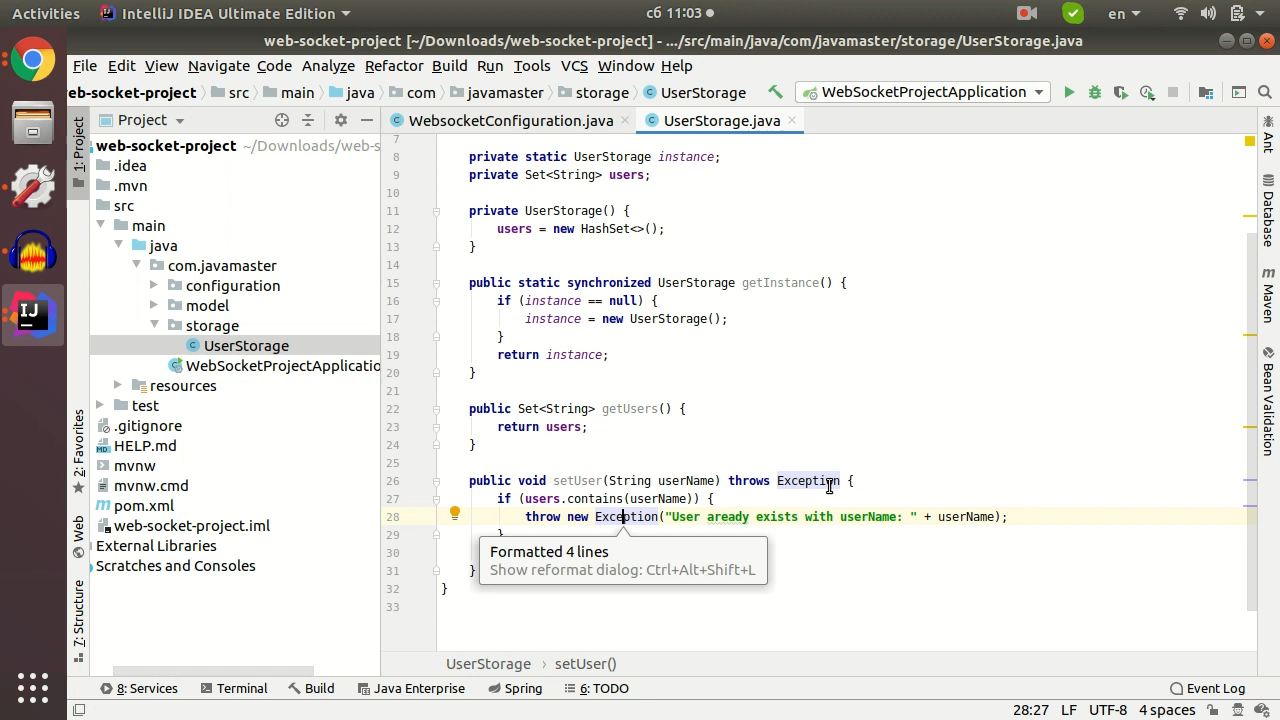 Activities IntelliJ IDEA Ultimate Edition сб 11:03 en
web-socket-project [~/Downloads/web-socket-project] - .../src/main/java/com/javamaster/storage/UserStorage.java
File Edit View Navigate Code Analyze Refactor Build Run Tools VCS Window Help
eb-socket-project src main java com javamaster storage UserStorage WebSocketProjectApplication
Project WebsocketConfiguration.java UserStorage.java
1: Project
2: Favorites
Web
7: Structure
web-socket-project ~/Downloads/web-s
.idea
.mvn
src
main
java
com.javamaster
configuration
model
storage
UserStorage
WebSocketProjectApplicatio
resources
test
.gitignore
HELP.md
mvnw
mvnw.cmd
pom.xml
web-socket-project.iml
External Libraries
Scratches and Consoles
7
8 private static UserStorage instance;
9 private Set<String> users;
10
11 private UserStorage() {
12 users = new HashSet<>();
13 }
14
15 public static synchronized UserStorage getInstance() {
16 if (instance == null) {
17 instance = new UserStorage();
18 }
19 return instance;
20 }
21
22 public Set<String> getUsers() {
23 return users;
24 }
25
26 public void setUser(String userName) throws Exception {
27 if (users.contains(userName)) {
28 throw new Exception("User aready exists with userName: " + userName);
29 }
30
31 }
32 }
33
Formatted 4 lines
Show reformat dialog: Ctrl+Alt+Shift+L
Ant
Database
m Maven
Bean Validation
UserStorage › setUser()
8: Services Terminal Build Java Enterprise Spring 6: TODO Event Log
28:27 LF UTF-8 4 spaces